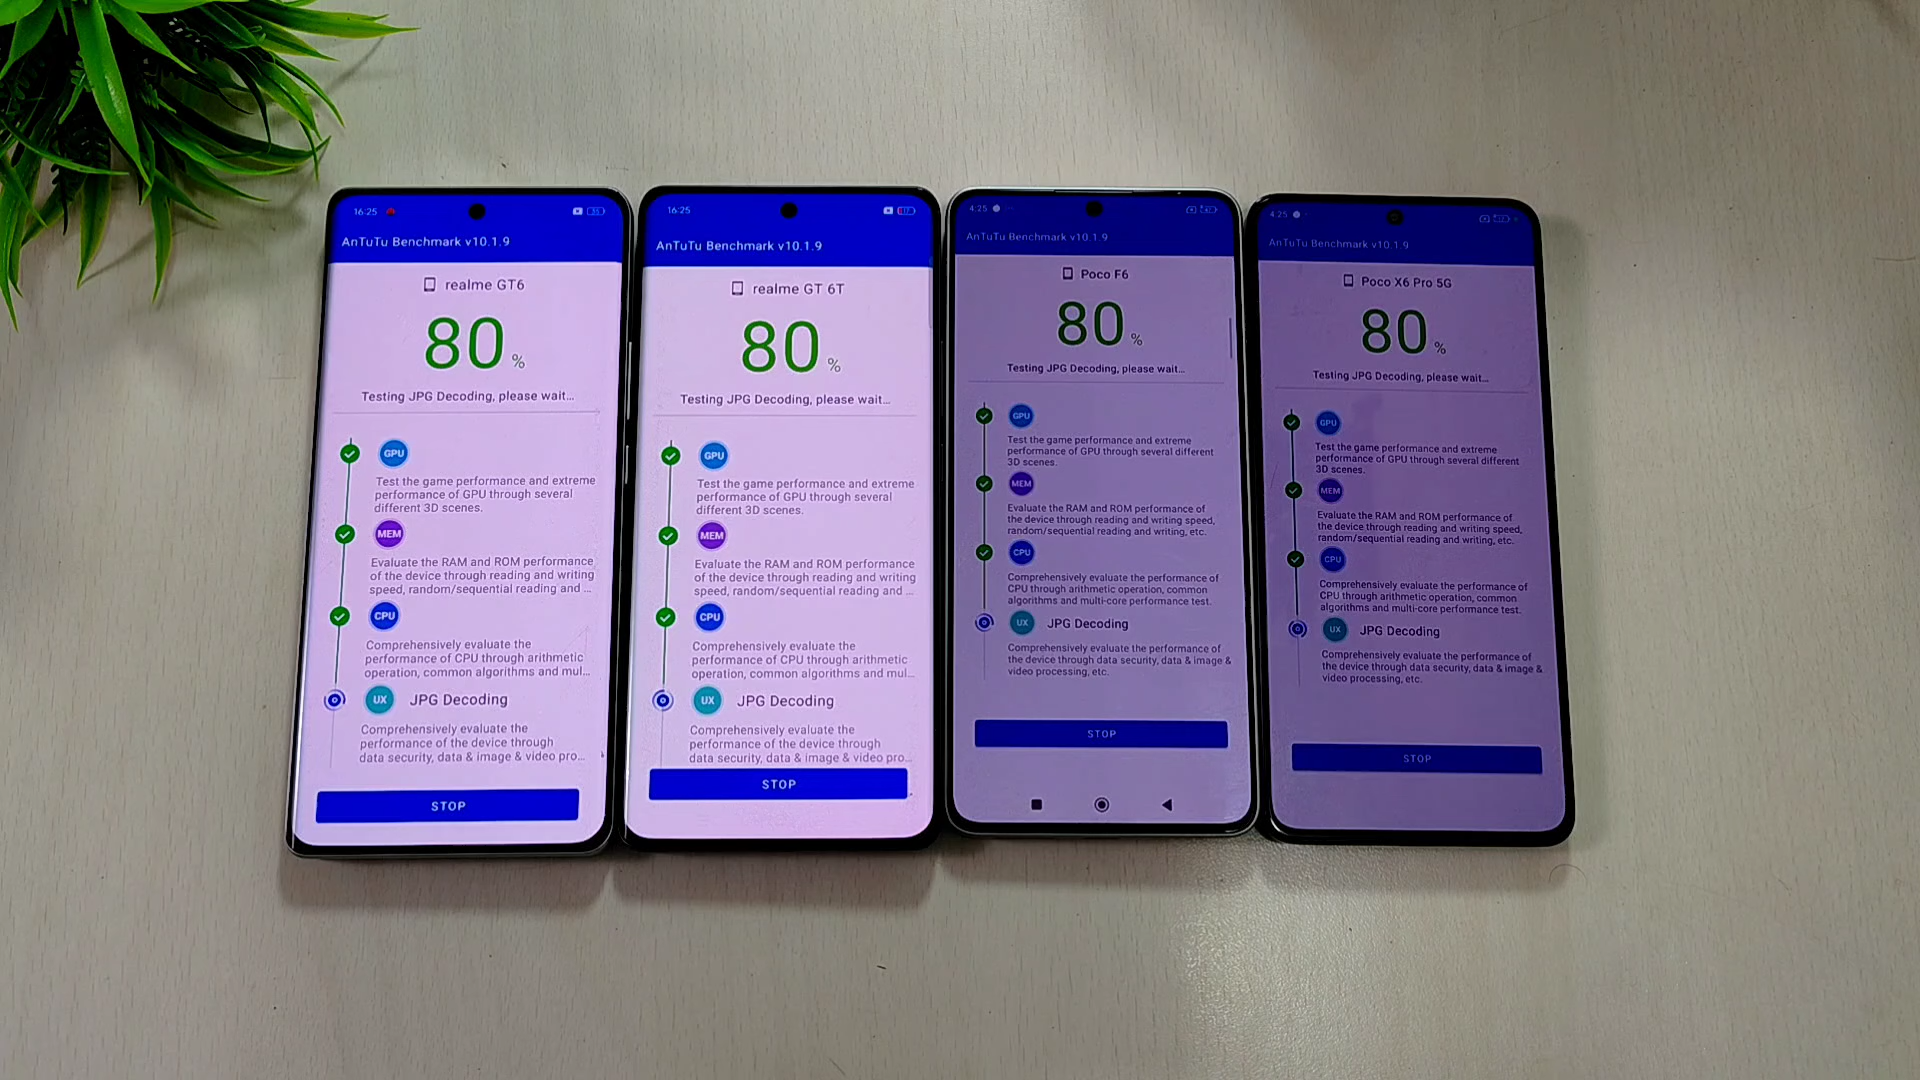 16:25
35
AnTuTu Benchmark v10.1.9
realme GT6
80 %
Testing JPG Decoding, please wait...
GPU
Test the game performance and extreme
performance of GPU through several
different 3D scenes.
MEM
Evaluate the RAM and ROM performance
of the device through reading and writing
speed, random/sequential reading and ...
CPU
Comprehensively evaluate the
performance of CPU through arithmetic
operation, common algorithms and mul...
UX JPG Decoding
Comprehensively evaluate the
performance of the device through
data security, data & image & video pro...
STOP
16:25
AnTuTu Benchmark v10.1.9
realme GT 6T
80 %
Testing JPG Decoding, please wait...
GPU
Test the game performance and extreme
performance of GPU through several
different 3D scenes.
MEM
Evaluate the RAM and ROM performance
of the device through reading and writing
speed, random/sequential reading and ...
CPU
Comprehensively evaluate the
performance of CPU through arithmetic
operation, common algorithms and mul...
UX JPG Decoding
Comprehensively evaluate the
performance of the device through
data security, data & image & video pro...
STOP
4:25
AnTuTu Benchmark v10.1.9
Poco F6
80 %
Testing JPG Decoding, please wait...
GPU
Test the game performance and extreme
performance of GPU through several different
3D scenes.
MEM
Evaluate the RAM and ROM performance of
the device through reading and writing speed,
random/sequential reading and writing, etc.
CPU
Comprehensively evaluate the performance of
CPU through arithmetic operation, common
algorithms and multi-core performance test.
UX JPG Decoding
Comprehensively evaluate the performance of
the device through data security, data & image &
video processing, etc.
STOP
4:25
AnTuTu Benchmark v10.1.9
Poco X6 Pro 5G
80 %
Testing JPG Decoding, please wait...
GPU
Test the game performance and extreme
performance of GPU through several different
3D scenes.
MEM
Evaluate the RAM and ROM performance of
the device through reading and writing speed,
random/sequential reading and writing, etc.
CPU
Comprehensively evaluate the performance of
CPU through arithmetic operation, common
algorithms and multi-core performance test.
UX JPG Decoding
Comprehensively evaluate the performance of
the device through data security, data & image &
video processing, etc.
STOP